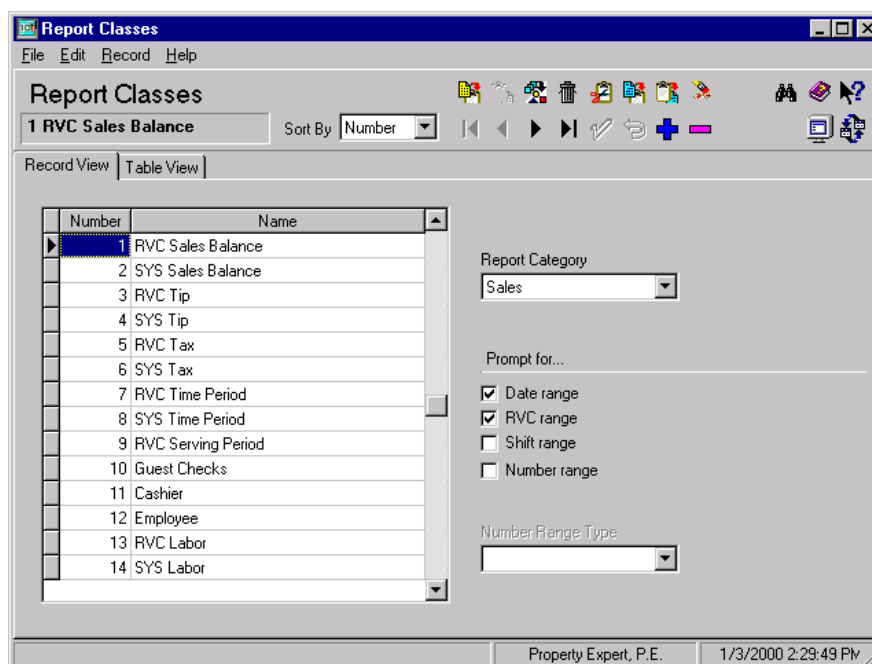 Report Classes
File Edit Record Help
Report Classes
1 RVC Sales Balance
Sort By Number
Record View Table View
Number Name
1 RVC Sales Balance
2 SYS Sales Balance
3 RVC Tip
4 SYS Tip
5 RVC Tax
6 SYS Tax
7 RVC Time Period
8 SYS Time Period
9 RVC Serving Period
10 Guest Checks
11 Cashier
12 Employee
13 RVC Labor
14 SYS Labor
Report Category
Sales
Prompt for...
Date range
RVC range
Shift range
Number range
Number Range Type
Property Expert, P.E. 1/3/2000 2:29:49 PM